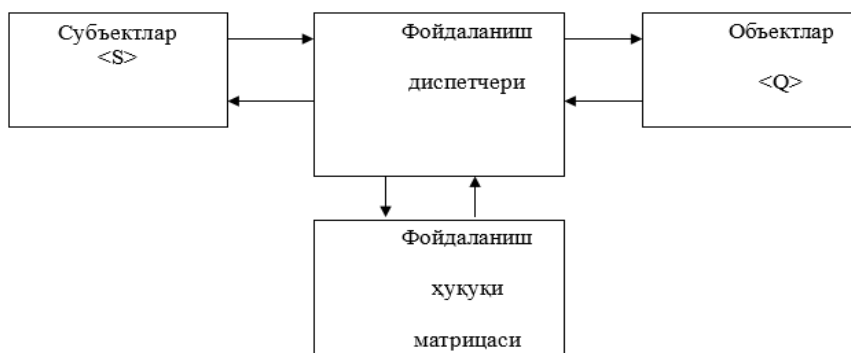 Субъектлар
<S>
Фойдаланиш
диспетчери
Объектлар
<Q>
Фойдаланиш
ҳуқуқи
матрицаси